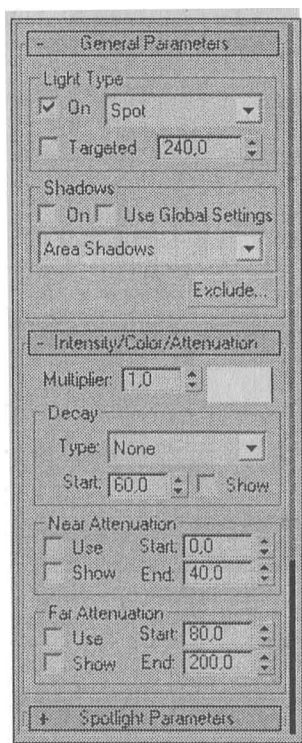 - General Parameters
Light Type
On Spot
Targeted 240,0
Shadows
On Use Global Settings
Area Shadows
Exclude...
- Intensity/Color/Attenuation
Multiplier: 1,0
Decay
Type: None
Start: 60,0 Show
Near Attenuation
Use Start: 0,0
Show End: 40,0
Far Attenuation
Use Start: 80,0
Show End: 200,0
+ Spotlight Parameters